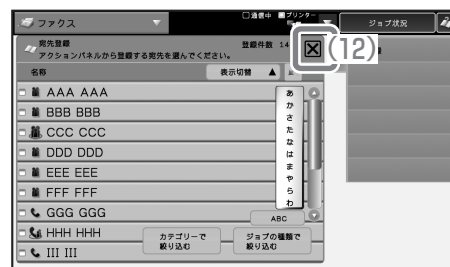 ファクス
通信中
プリンター
ジョブ状況
宛先登録
アクションパネルから登録する宛先を選んでください。
登録件数 14
(12)
名称
表示切替 ▲
AAA AAA
BBB BBB
CCC CCC
DDD DDD
EEE EEE
FFF FFF
GGG GGG
HHH HHH
III III
あ
か
さ
た
な
は
ま
や
ら
わ
ABC
カテゴリーで
絞り込む
ジョブの種類で
絞り込む